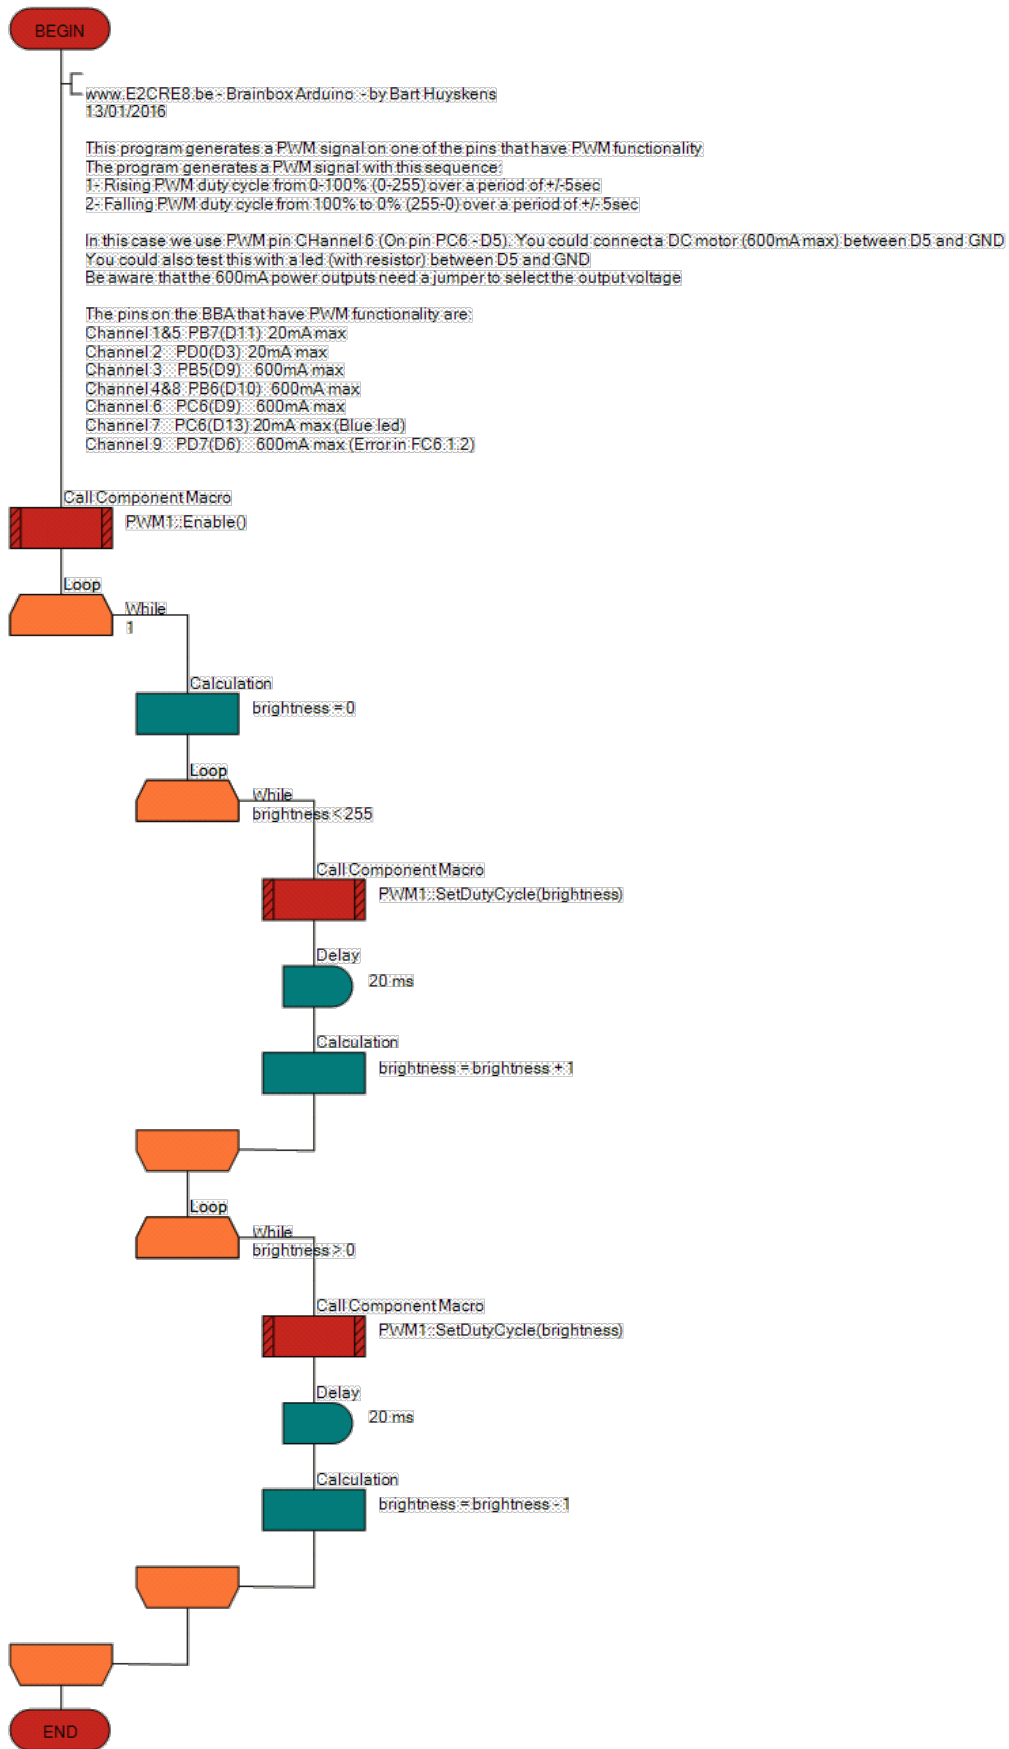 BEGIN
www.E2CRE8.be - Brainbox Arduino - by Bart Huyskens
13/01/2016
This program generates a PWM signal on one of the pins that have PWM functionality
The program generates a PWM signal with this sequence:
1- Rising PWM duty cycle from 0-100% (0-255) over a period of +/-5sec
2- Falling PWM duty cycle from 100% to 0% (255-0) over a period of +/- 5sec
In this case we use PWM pin CHannel 6 (On pin PC6 - D5). You could connect a DC motor (600mA max) between D5 and GND
You could also test this with a led (with resistor) between D5 and GND
Be aware that the 600mA power outputs need a jumper to select the output voltage
The pins on the BBA that have PWM functionality are:
Channel 1&5 PB7(D11) 20mA max
Channel 2 PD0(D3) 20mA max
Channel 3 PB5(D9) 600mA max
Channel 4&8 PB6(D10) 600mA max
Channel 6 PC6(D9) 600mA max
Channel 7 PC6(D13) 20mA max (Blue led)
Channel 9 PD7(D6) 600mA max (Error in FC6.1.2)
Call Component Macro
PWM1::Enable()
Loop
While
1
Calculation
brightness = 0
Loop
While
brightness < 255
Call Component Macro
PWM1::SetDutyCycle(brightness)
Delay
20 ms
Calculation
brightness = brightness + 1
Loop
While
brightness > 0
Call Component Macro
PWM1::SetDutyCycle(brightness)
Delay
20 ms
Calculation
brightness = brightness - 1
END